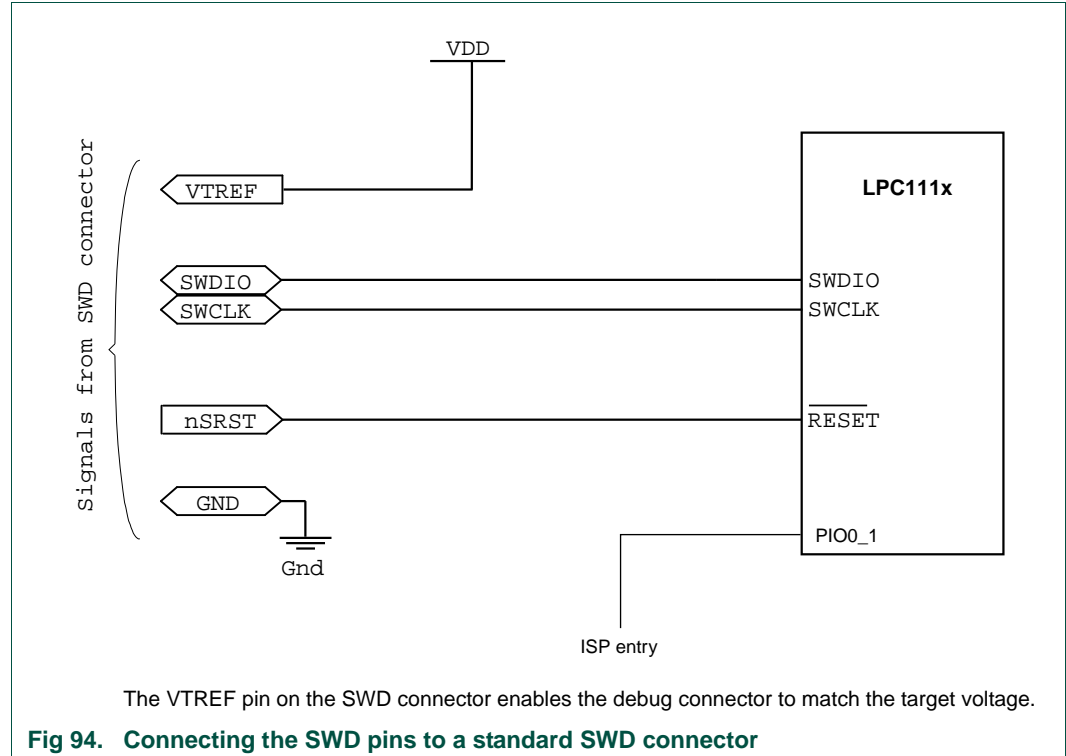 VDD
Signals from SWD connector
VTREF
LPC111x
SWDIO
SWDIO
SWCLK
SWCLK
nSRST
RESET
GND
Gnd
PIO0_1
ISP entry
The VTREF pin on the SWD connector enables the debug connector to match the target voltage.
Fig 94. Connecting the SWD pins to a standard SWD connector